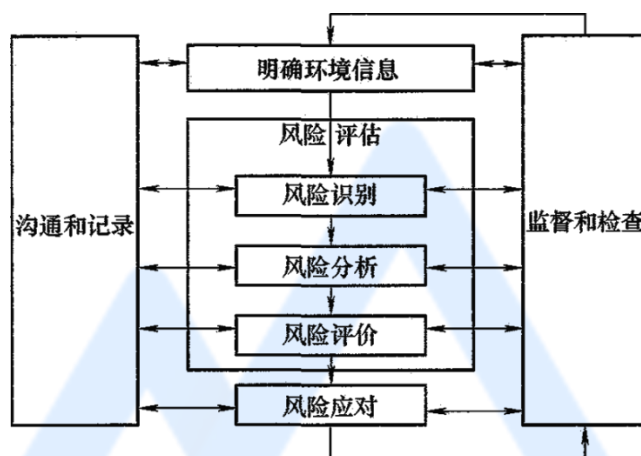 明确环境信息
风险 评估
沟通和记录
风险识别
监督和检查
风险分析
风险评价
风险应对